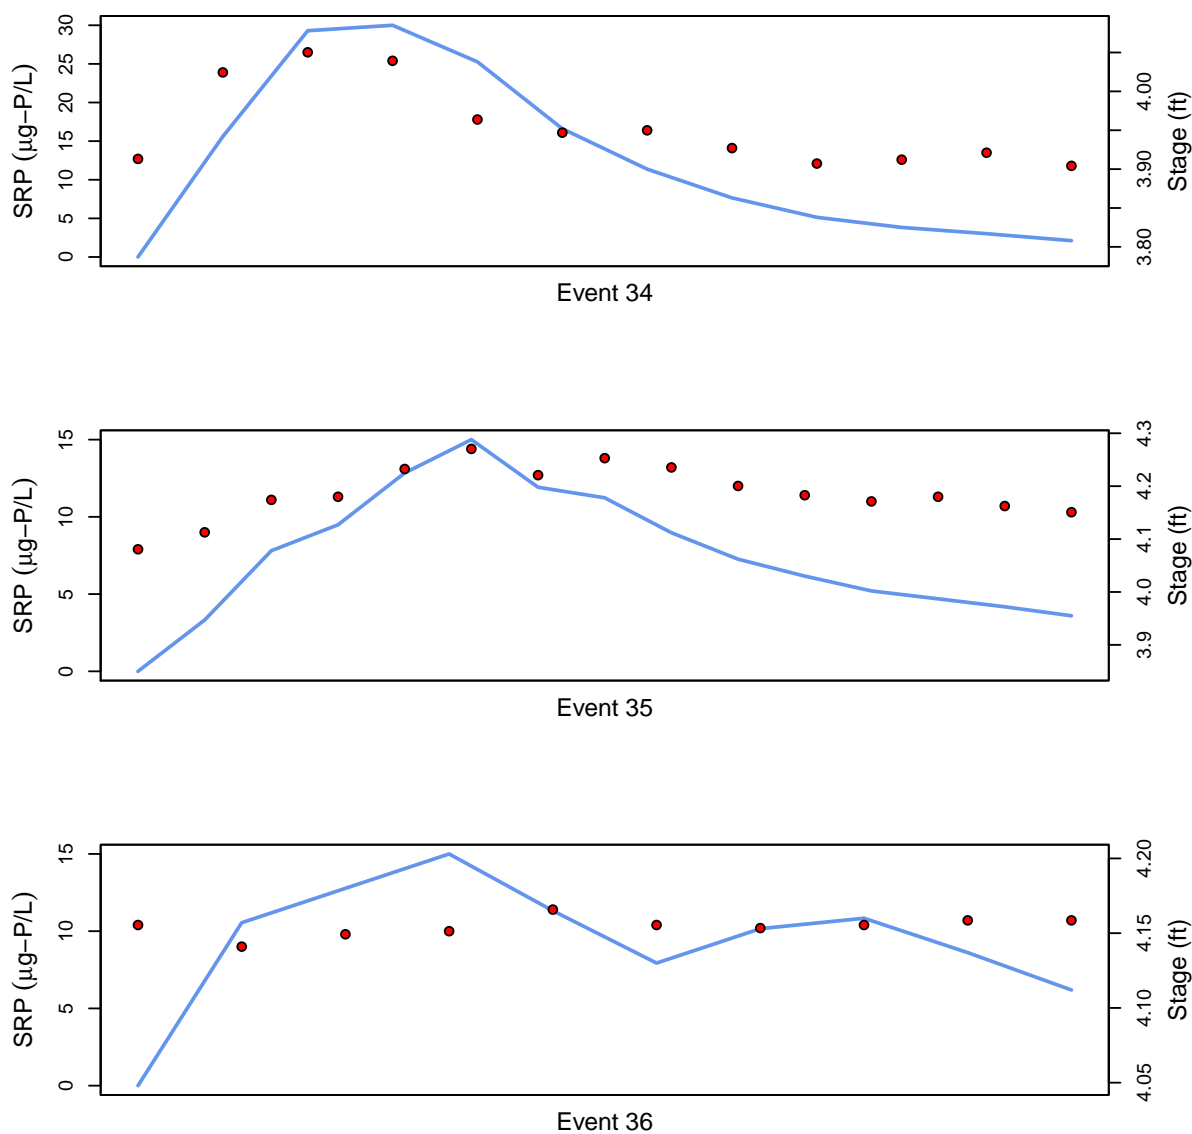 SRP (μg−P/L)
0 5 10 15 20 25 30
3.80 3.90 4.00
Stage (ft)
Event 34
SRP (μg−P/L)
0 5 10 15
3.9 4.0 4.1 4.2 4.3
Stage (ft)
Event 35
SRP (μg−P/L)
0 5 10 15
4.05 4.10 4.15 4.20
Stage (ft)
Event 36